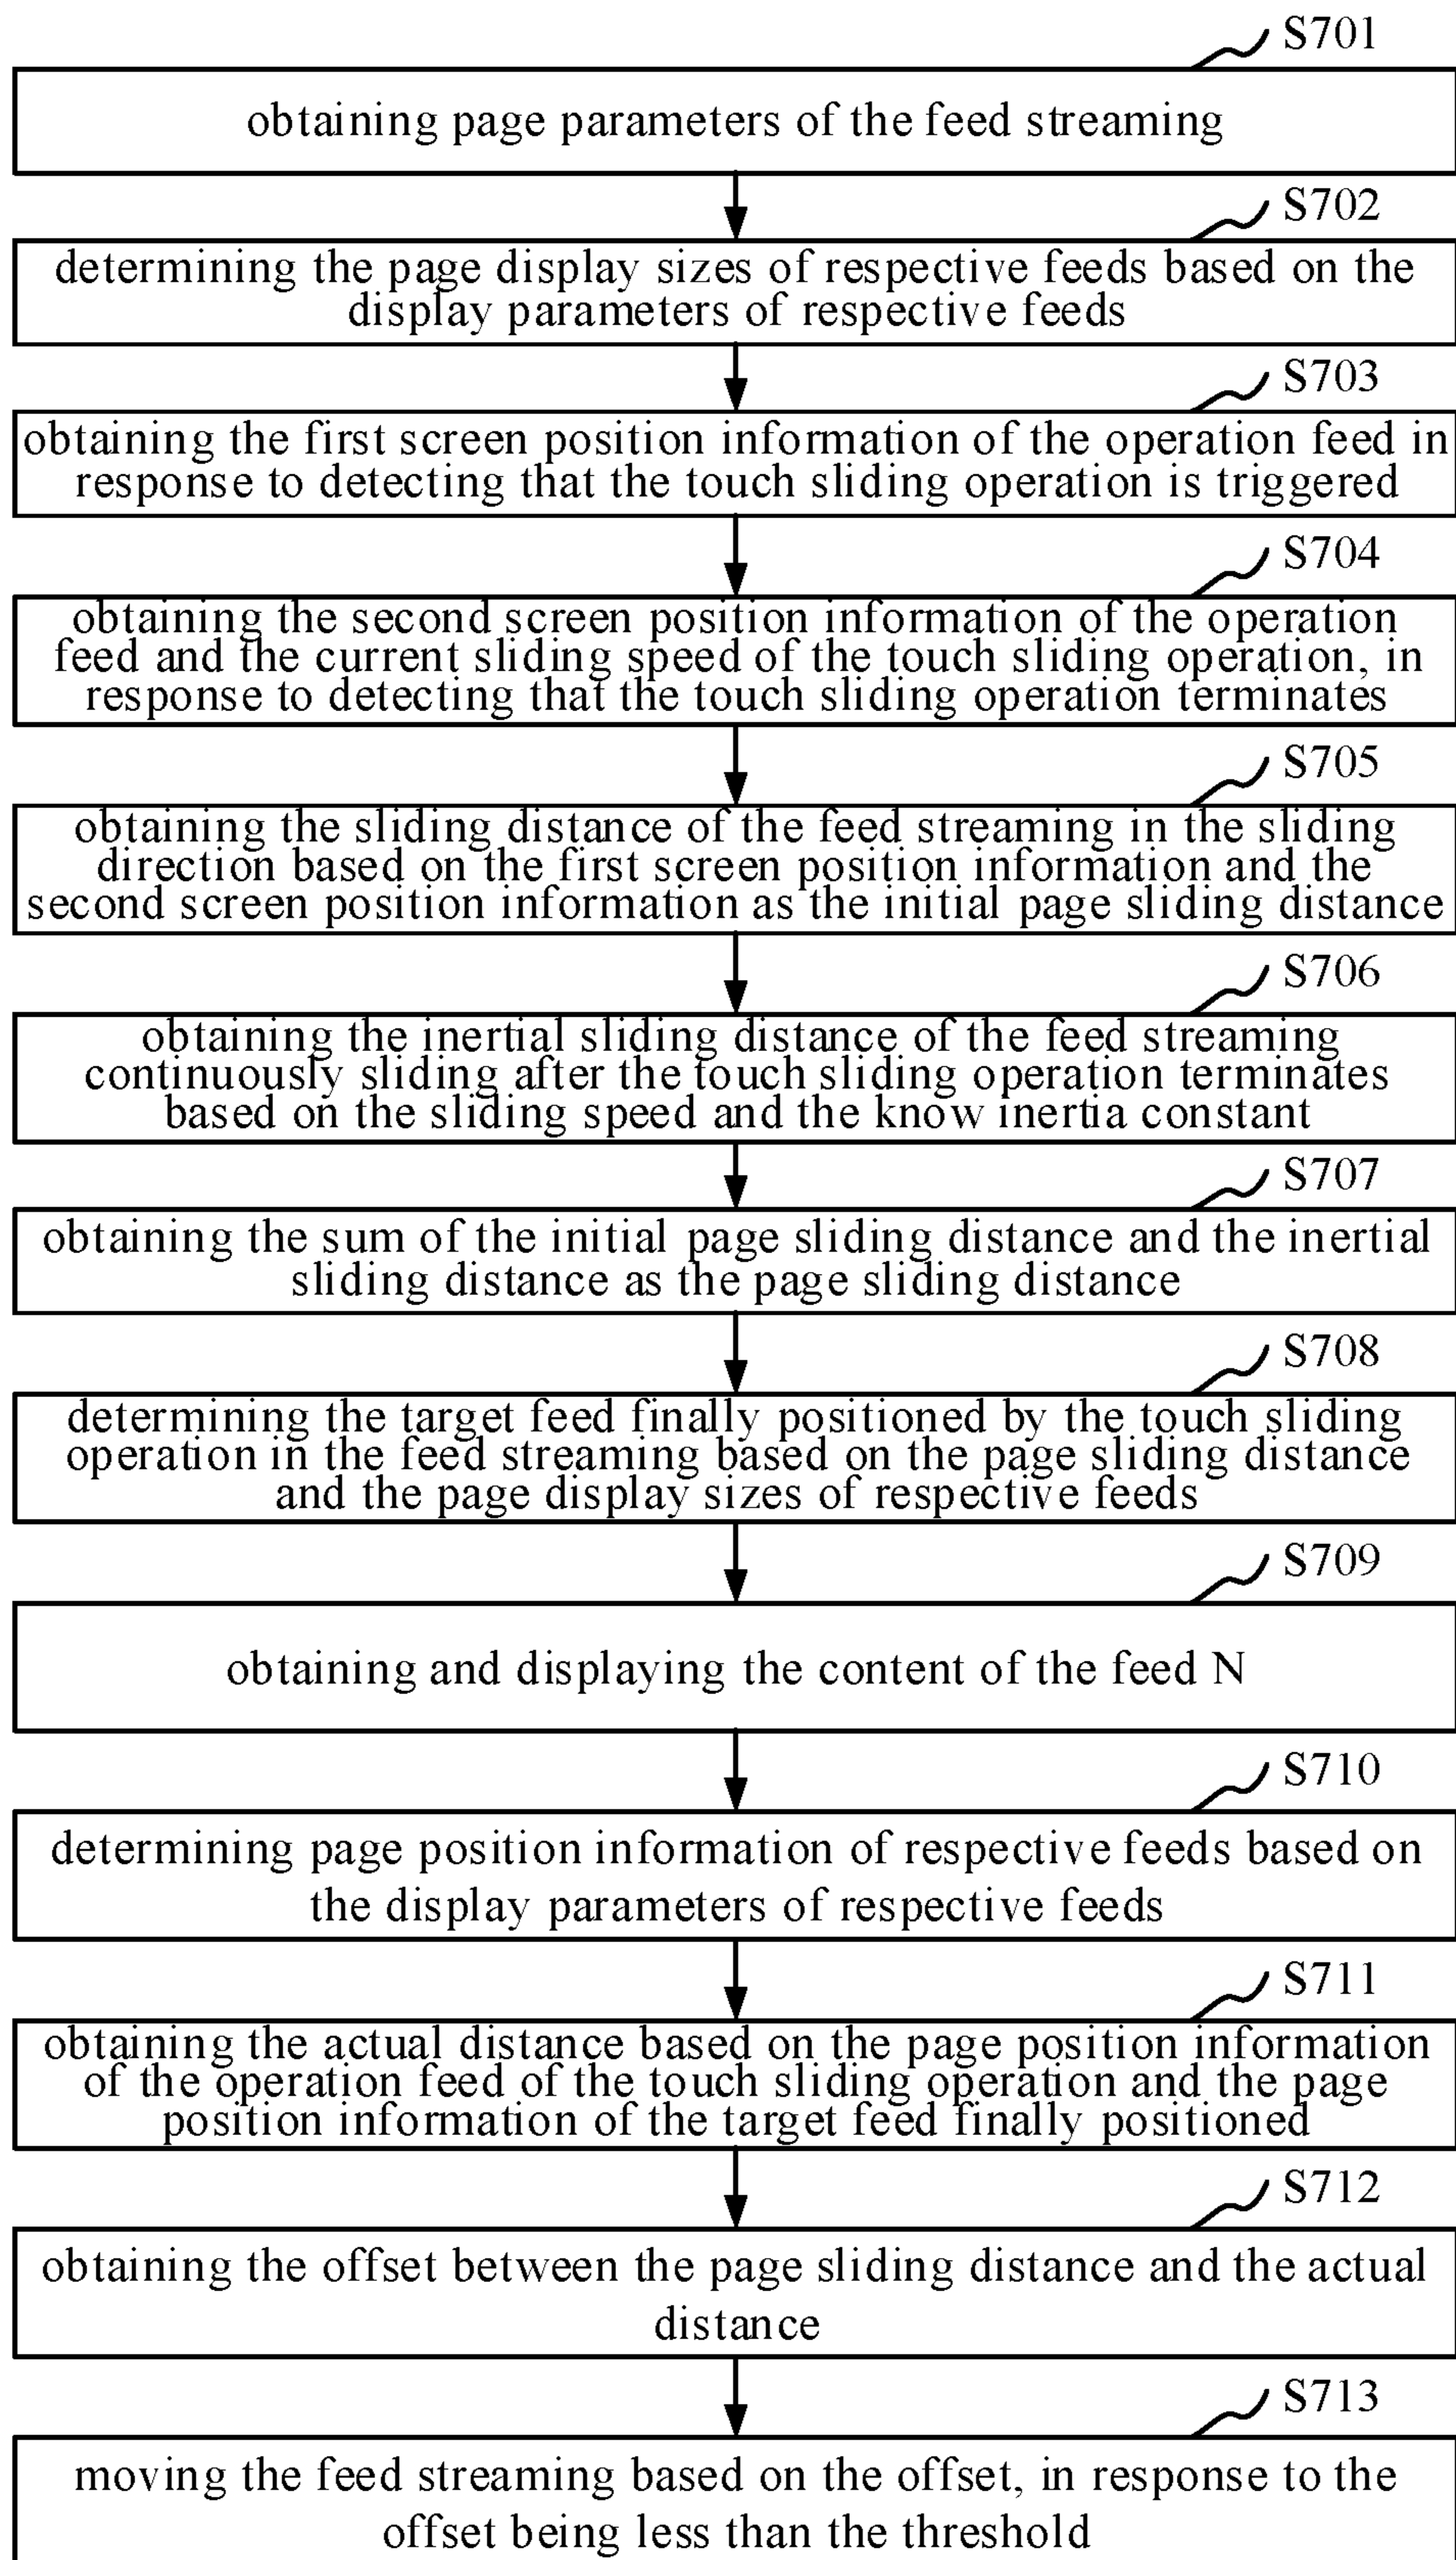 S701
obtaining page parameters of the feed streaming
S702
determining the page display sizes of respective feeds based on the
display parameters of respective feeds
S703
obtaining the first screen position information of the operation feed in
response to detecting that the touch sliding operation is triggered
S704
obtaining the second screen position information of the operation
feed and the current sliding speed of the touch sliding operation, in
response to detecting that the touch sliding operation terminates
S705
obtaining the sliding distance of the feed streaming in the sliding
direction based on the first screen position information and the
second screen position information as the initial page sliding distance
S706
obtaining the inertial sliding distance of the feed streaming
continuously sliding after the touch sliding operation terminates
based on the sliding speed and the know inertia constant
S707
obtaining the sum of the initial page sliding distance and the inertial
sliding distance as the page sliding distance
S708
determining the target feed finally positioned by the touch sliding
operation in the feed streaming based on the page sliding distance
and the page display sizes of respective feeds
S709
obtaining and displaying the content of the feed N
S710
determining page position information of respective feeds based on
the display parameters of respective feeds
S711
obtaining the actual distance based on the page position information
of the operation feed of the touch sliding operation and the page
position information of the target feed finally positioned
S712
obtaining the offset between the page sliding distance and the actual
distance
S713
moving the feed streaming based on the offset, in response to the
offset being less than the threshold